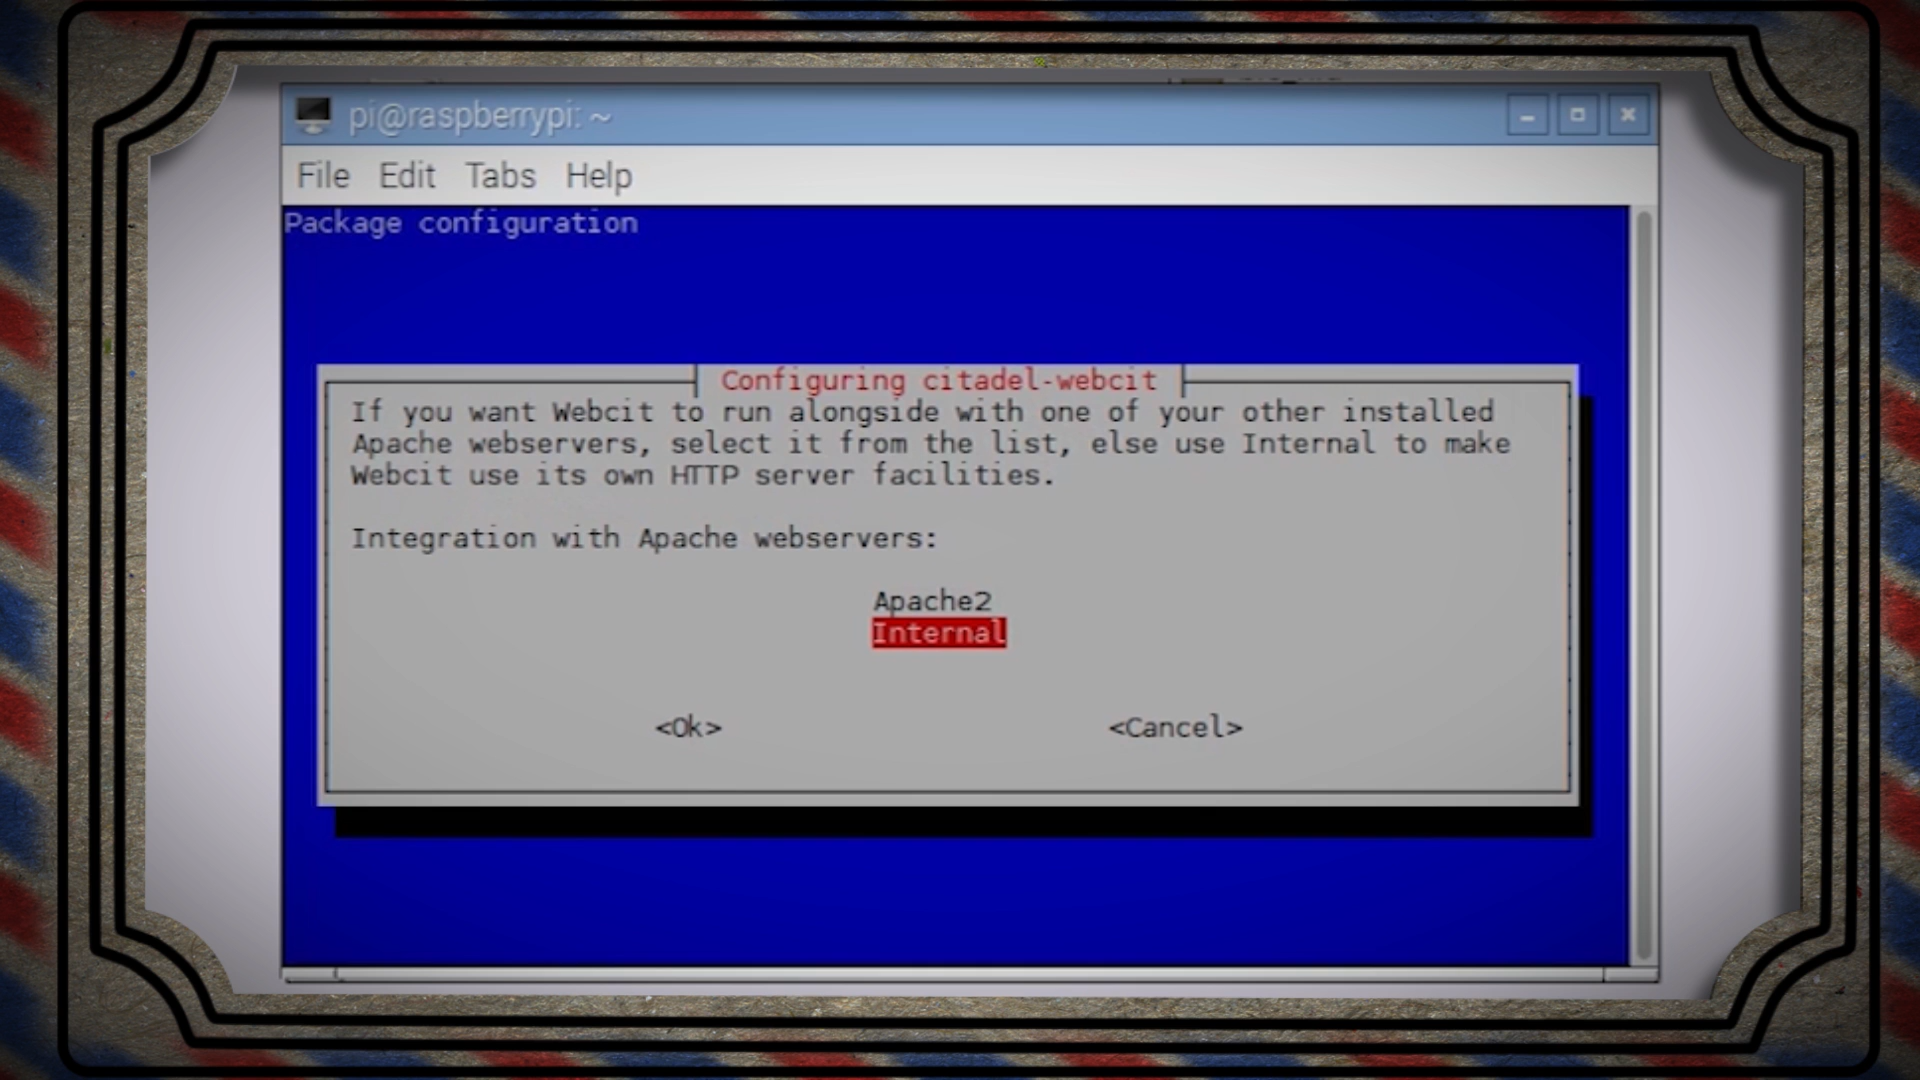 pi@raspberrypi: ~
File Edit Tabs Help
Package configuration
Configuring citadel-webcit
If you want Webcit to run alongside with one of your other installed
Apache webservers, select it from the list, else use Internal to make
Webcit use its own HTTP server facilities.
Integration with Apache webservers:
Apache2
Internal
<Ok> <Cancel>